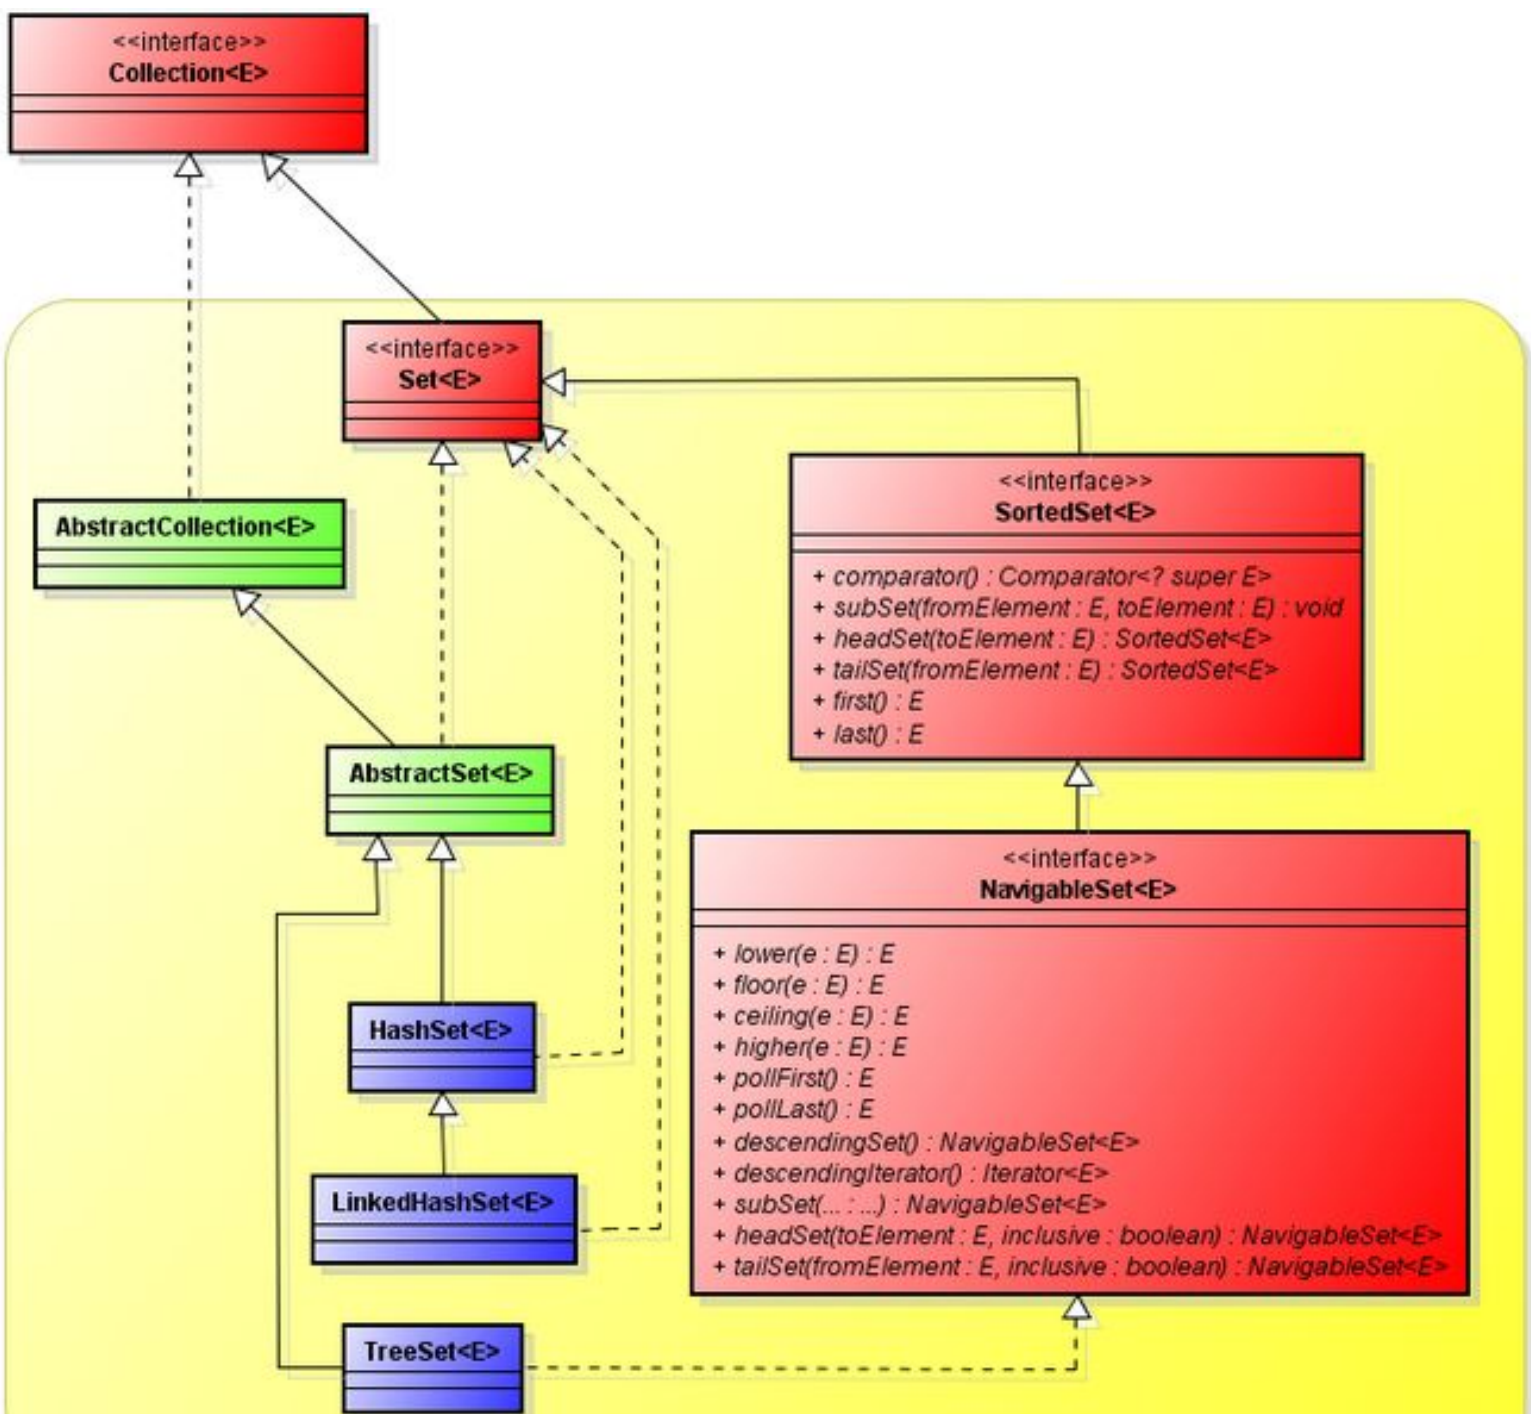 <<interface>>
Collection<E>
<<interface>>
Set<E>
AbstractCollection<E>
<<interface>>
SortedSet<E>
+ comparator() : Comparator<? super E>
+ subSet(fromElement : E, toElement : E) : void
+ headSet(toElement : E) : SortedSet<E>
+ tailSet(fromElement : E) : SortedSet<E>
+ first() : E
+ last() : E
AbstractSet<E>
<<interface>>
NavigableSet<E>
+ lower(e : E) : E
+ floor(e : E) : E
+ ceiling(e : E) : E
+ higher(e : E) : E
+ pollFirst() : E
+ pollLast() : E
+ descendingSet() : NavigableSet<E>
+ descendingIterator() : Iterator<E>
+ subSet(... : ...) : NavigableSet<E>
+ headSet(toElement : E, inclusive : boolean) : NavigableSet<E>
+ tailSet(fromElement : E, inclusive : boolean) : NavigableSet<E>
HashSet<E>
LinkedHashSet<E>
TreeSet<E>